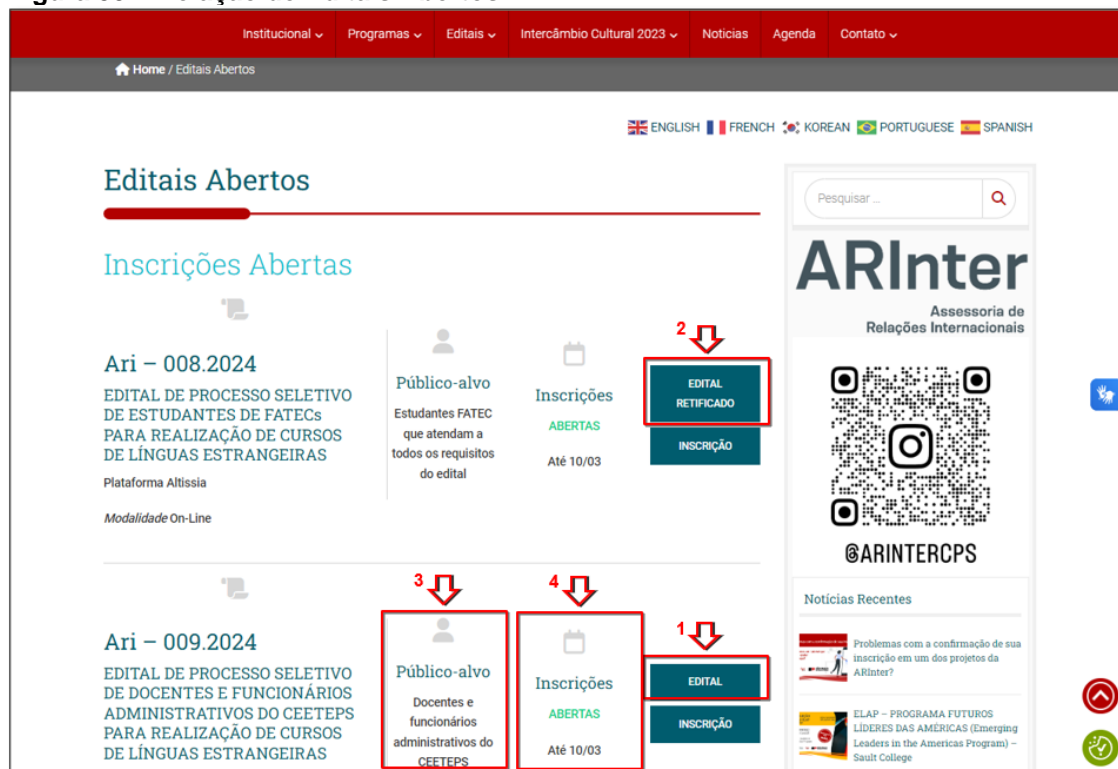 Institucional Programas Editais Intercâmbio Cultural 2023 Noticias Agenda Contato
Home / Editais Abertos
ENGLISH FRENCH KOREAN PORTUGUESE SPANISH
Editais Abertos
Inscrições Abertas
Ari – 008.2024
EDITAL DE PROCESSO SELETIVO
DE ESTUDANTES DE FATECs
PARA REALIZAÇÃO DE CURSOS
DE LÍNGUAS ESTRANGEIRAS
Plataforma Altissia
Modalidade On-Line
Público-alvo
Estudantes FATEC
que atendam a
todos os requisitos
do edital
Inscrições
ABERTAS
Até 10/03
2
EDITAL
RETIFICADO
INSCRIÇÃO
Ari – 009.2024
EDITAL DE PROCESSO SELETIVO
DE DOCENTES E FUNCIONÁRIOS
ADMINISTRATIVOS DO CEETEPS
PARA REALIZAÇÃO DE CURSOS
DE LÍNGUAS ESTRANGEIRAS
3
Público-alvo
Docentes e
funcionários
administrativos do
CEETEPS
4
Inscrições
ABERTAS
Até 10/03
1
EDITAL
INSCRIÇÃO
Pesquisar ...
ARInter
Assessoria de
Relações Internacionais
@ARINTERCPS
Notícias Recentes
Problemas com a confirmação de sua
inscrição em um dos projetos da
ARInter?
ELAP – PROGRAMA FUTUROS
LÍDERES DAS AMÉRICAS (Emerging
Leaders in the Americas Program) –
Sault College